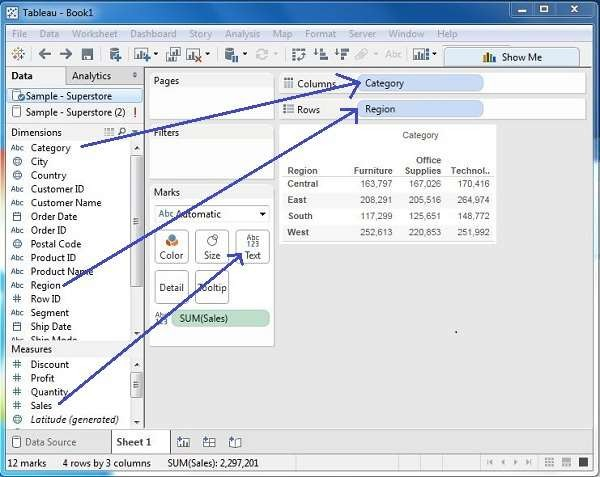 Tableau - Book1
File Data Worksheet Dashboard Story Analysis Map Format Server Window
Abc
Show Me
Data Analytics
Sample - Superstore
Sample - Superstore (2) !
Dimensions
Abc Category
City
Country
Abc Customer ID
Abc Customer Name
Order Date
Abc Order ID
Postal Code
Abc Product ID
Abc Product Name
Abc Region
# Row ID
Abc Segment
Ship Date
Abc Ship Mode
Measures
# Discount
# Profit
# Quantity
# Sales
Latitude (generated)
Pages
Filters
Marks
Abc Automatic
Color Size
Abc
123
Text
Detail Tooltip
Abc
123
SUM(Sales)
Columns Category
Rows Region
Category
Region Furniture Office Supplies Technol..
Central 163,797 167,026 170,416
East 208,291 205,516 264,974
South 117,299 125,651 148,772
West 252,613 220,853 251,992
Data Source Sheet 1
12 marks 4 rows by 3 columns SUM(Sales): 2,297,201